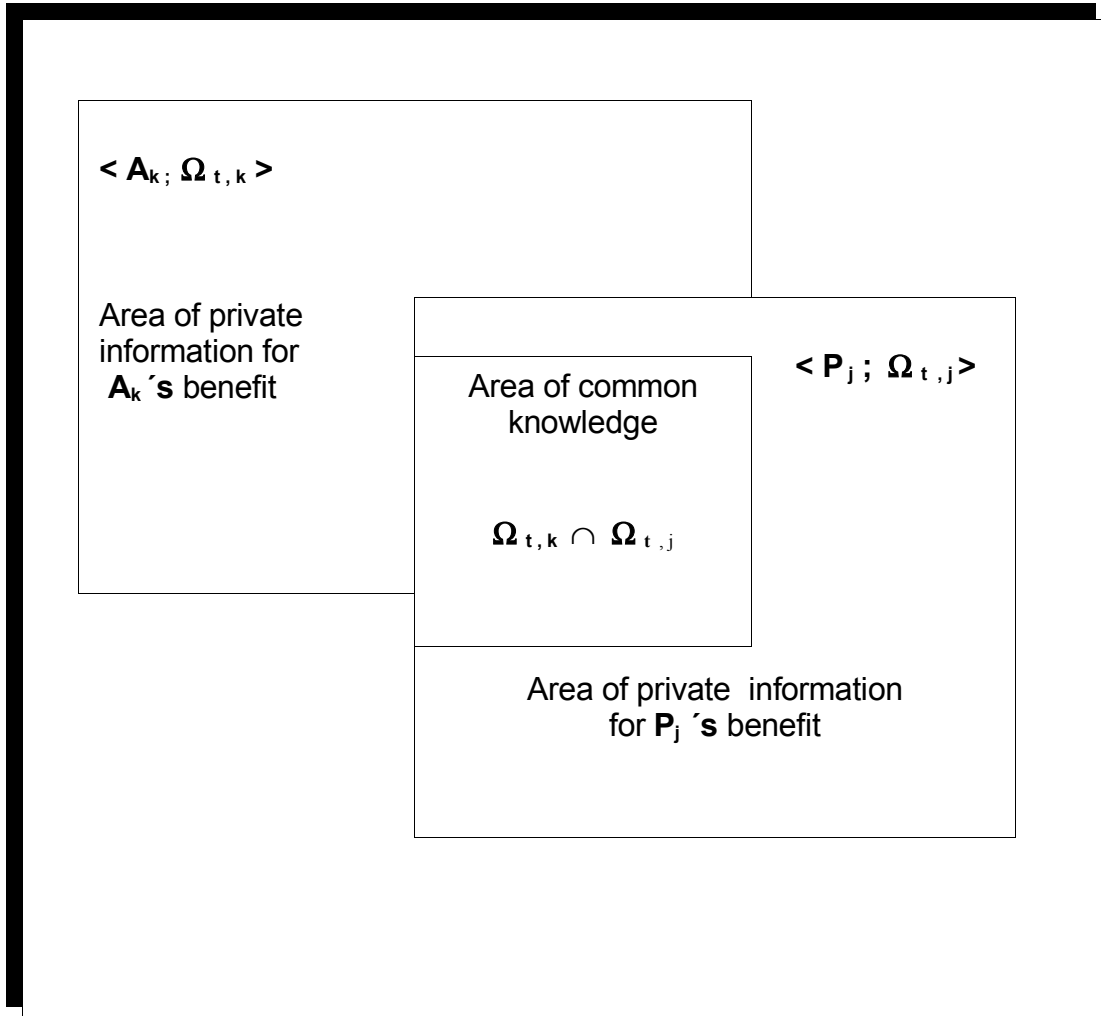 < Aₖ ; Ω ₜ , ₖ >
Area of private
information for
Aₖ ´s benefit
< Pⱼ ; Ω ₜ , ⱼ >
Area of common
knowledge
Ω ₜ , ₖ ∩ Ω ₜ , ⱼ
Area of private information
for Pⱼ ´s benefit